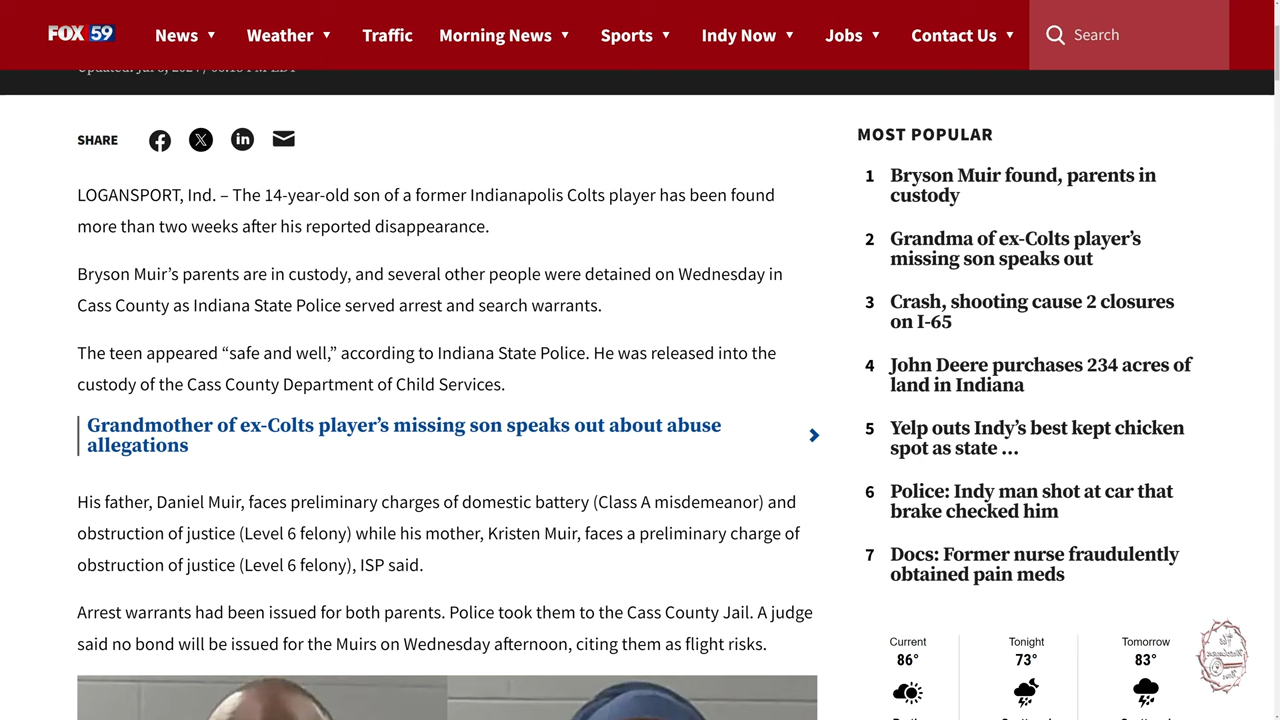 FOX 59
News ▼ Weather ▼ Traffic Morning News ▼ Sports ▼ Indy Now ▼ Jobs ▼ Contact Us ▼ Search
SHARE
LOGANSPORT, Ind. – The 14-year-old son of a former Indianapolis Colts player has been found
more than two weeks after his reported disappearance.
Bryson Muir’s parents are in custody, and several other people were detained on Wednesday in
Cass County as Indiana State Police served arrest and search warrants.
The teen appeared “safe and well,” according to Indiana State Police. He was released into the
custody of the Cass County Department of Child Services.
Grandmother of ex-Colts player’s missing son speaks out about abuse
allegations
His father, Daniel Muir, faces preliminary charges of domestic battery (Class A misdemeanor) and
obstruction of justice (Level 6 felony) while his mother, Kristen Muir, faces a preliminary charge of
obstruction of justice (Level 6 felony), ISP said.
Arrest warrants had been issued for both parents. Police took them to the Cass County Jail. A judge
said no bond will be issued for the Muirs on Wednesday afternoon, citing them as flight risks.
MOST POPULAR
1 Bryson Muir found, parents in
custody
2 Grandma of ex-Colts player’s
missing son speaks out
3 Crash, shooting cause 2 closures
on I-65
4 John Deere purchases 234 acres of
land in Indiana
5 Yelp outs Indy’s best kept chicken
spot as state …
6 Police: Indy man shot at car that
brake checked him
7 Docs: Former nurse fraudulently
obtained pain meds
Current Tonight Tomorrow
86° 73° 83°